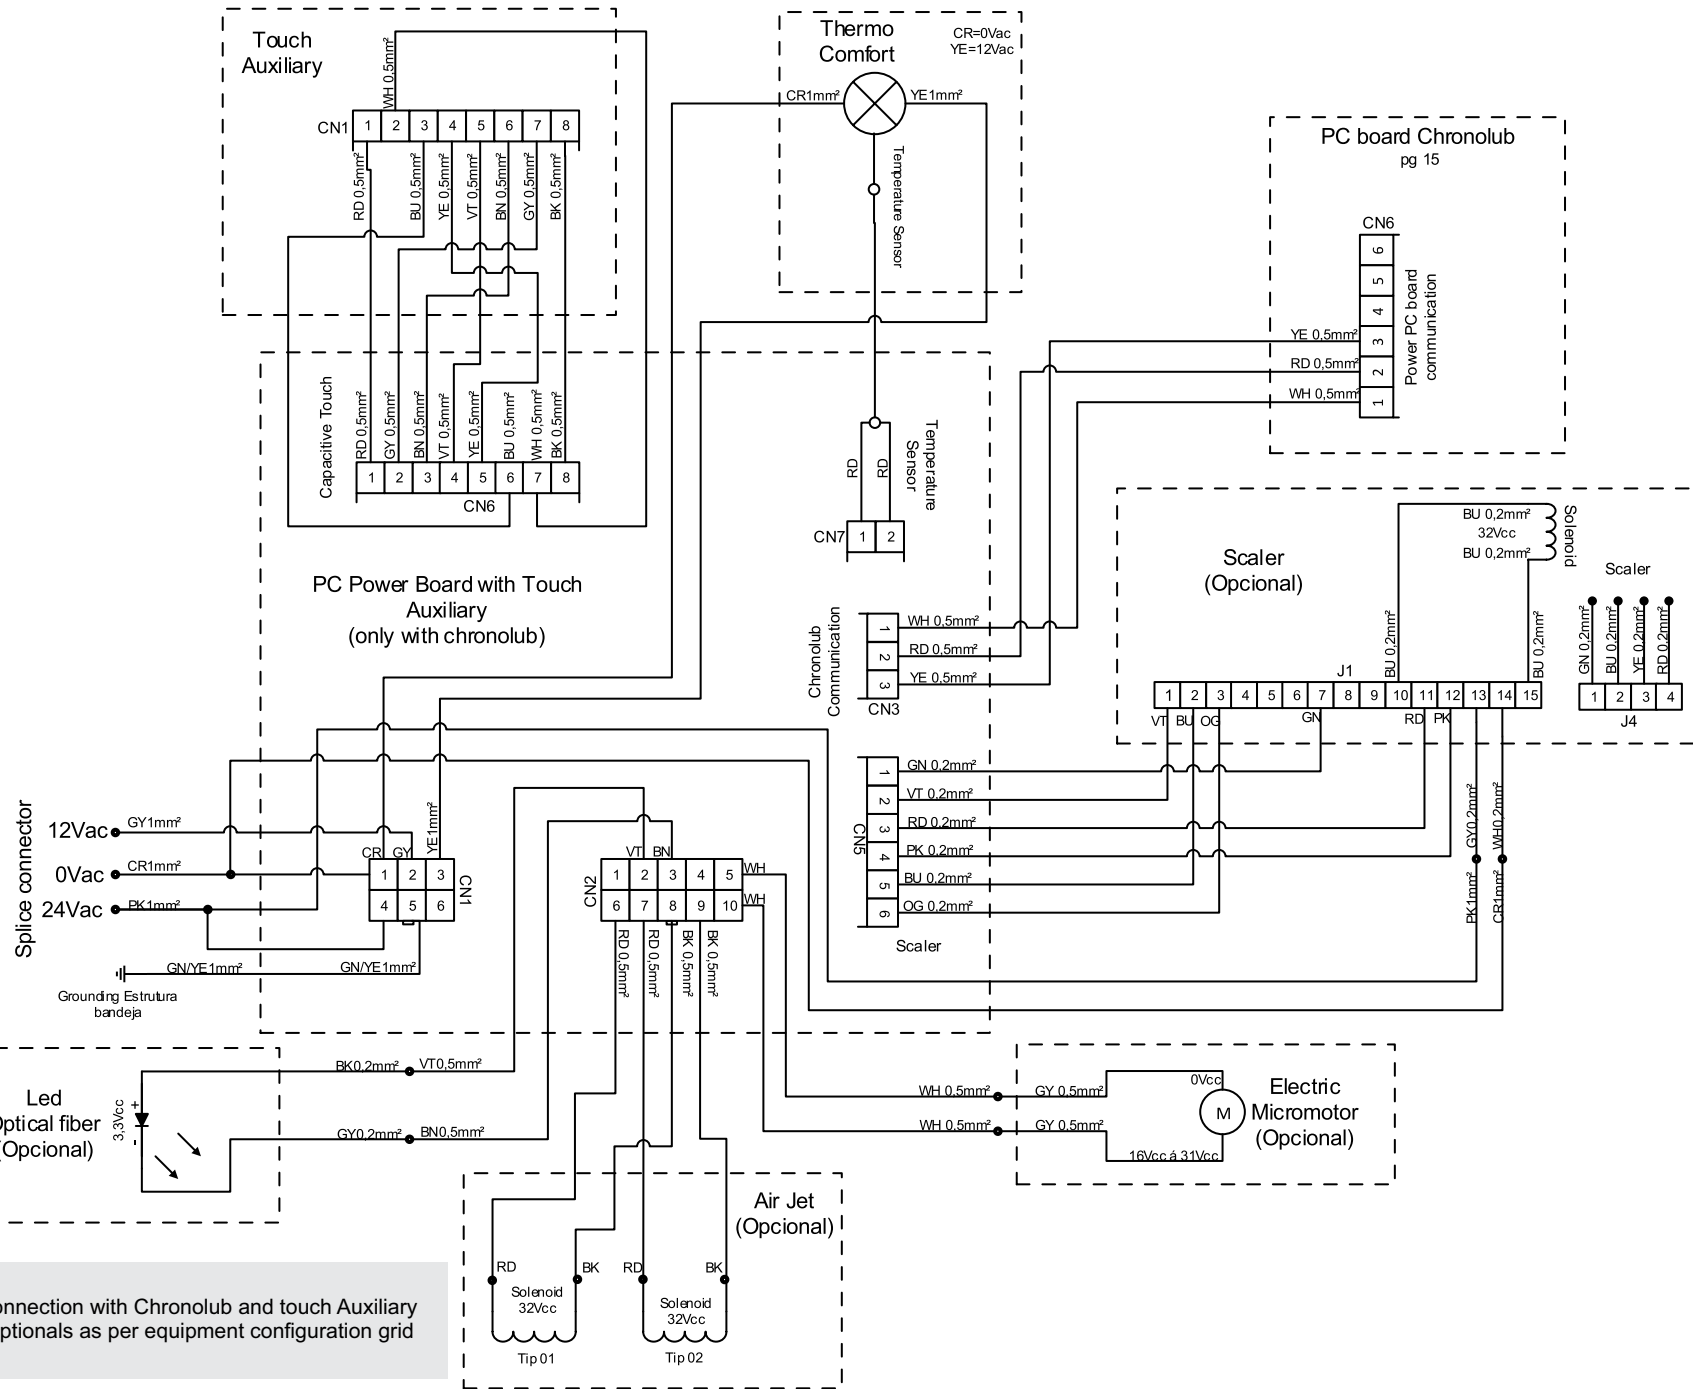 Touch
Auxiliary
WH 0,5mm²
CN1
1 2 3 4 5 6 7 8
RD 0,5mm²
BU 0,5mm²
YE 0,5mm²
VT 0,5mm²
BN 0,5mm²
GY 0,5mm²
BK 0,5mm²
Thermo
Comfort
CR=0Vac
YE=12Vac
CR1mm²
YE1mm²
Temperature Sensor
PC board Chronolub
pg 15
CN6
6
5
4
3
2
1
Power PC board
communication
YE 0,5mm²
RD 0,5mm²
WH 0,5mm²
Capacitive Touch
RD 0,5mm²
GY 0,5mm²
BN 0,5mm²
VT 0,5mm²
YE 0,5mm²
BU 0,5mm²
WH 0,5mm²
BK 0,5mm²
1 2 3 4 5 6 7 8
CN6
RD
RD
Temperature
Sensor
CN7
1 2
PC Power Board with Touch
Auxiliary
(only with chronolub)
Chronolub
Communication
1
2
3
WH 0,5mm²
RD 0,5mm²
YE 0,5mm²
CN3
Scaler
(Opcional)
BU 0,2mm²
32Vcc
BU 0,2mm²
Solenoid
BU 0,2mm²
BU 0,2mm²
J1
1 2 3 4 5 6 7 8 9 10 11 12 13 14 15
VT BU OG GN RD PK
Scaler
GN 0,2mm²
BU 0,2mm²
YE 0,2mm²
RD 0,2mm²
1 2 3 4
J4
CN5
1
2
3
4
5
6
GN 0,2mm²
VT 0,2mm²
RD 0,2mm²
PK 0,2mm²
BU 0,2mm²
OG 0,2mm²
Scaler
GY0,2mm²
WH0,2mm²
PK1mm²
CR1mm²
Splice connector
12Vac
GY1mm²
0Vac
CR1mm²
24Vac
PK1mm²
GN/YE1mm²
GN/YE1mm²
Grounding Estrutura
bandeja
CR GY
YE1mm²
1 2 3
4 5 6
CN1
VT BN
CN2
1 2 3 4 5
6 7 8 9 10
WH
WH
RD 0,5mm²
RD 0,5mm²
BK 0,5mm²
BK 0,5mm²
Led
ptical fiber
(Opcional)
3,3Vcc
+
-
BK0,2mm²
VT0,5mm²
GY0,2mm²
BN0,5mm²
WH 0,5mm²
WH 0,5mm²
GY 0,5mm²
GY 0,5mm²
0Vcc
M
16Vcc á 31Vcc
Electric
Micromotor
(Opcional)
Air Jet
(Opcional)
RD
BK
RD
BK
Solenoid
32Vcc
Tip 01
Solenoid
32Vcc
Tip 02
onnection with Chronolub and touch Auxiliary
ptionals as per equipment configuration grid